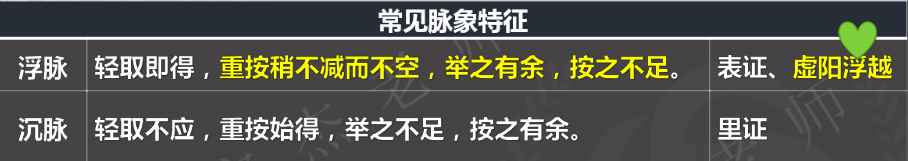 常见脉象特征
浮脉 轻取即得，重按稍不减而不空，举之有余，按之不足。 表证、虚阳浮越
沉脉 轻取不应，重按始得，举之不足，按之有余。 里证